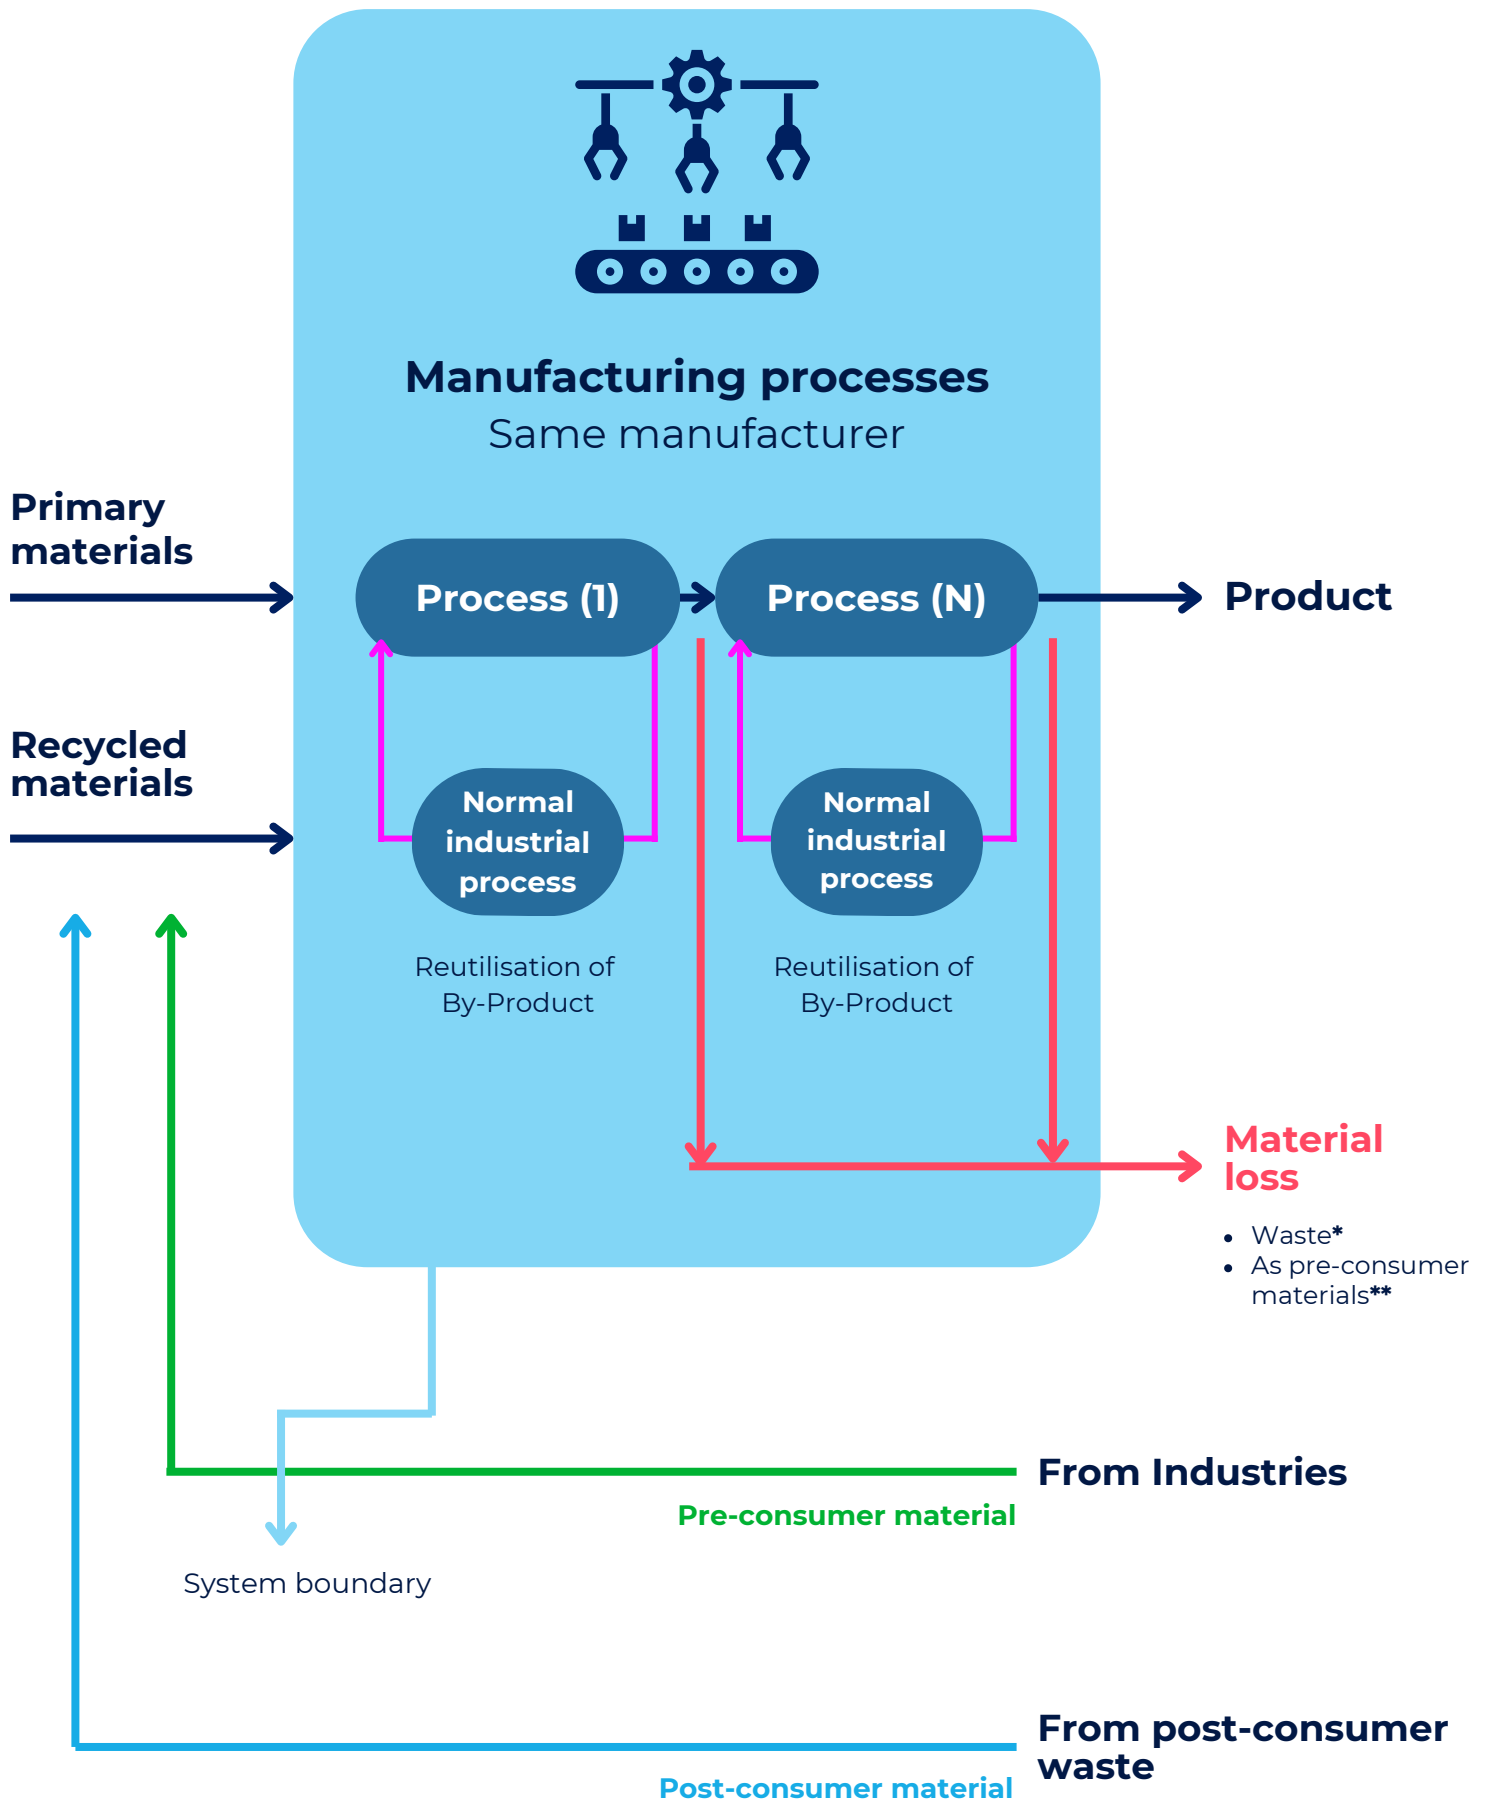 Manufacturing processes
Same manufacturer
Primary
materials
Process (1)
Process (N)
Product
Recycled
materials
Normal
industrial
process
Normal
industrial
process
Reutilisation of
By-Product
Reutilisation of
By-Product
Material
loss
• Waste*
• As pre-consumer
materials**
From Industries
Pre-consumer material
System boundary
From post-consumer
waste
Post-consumer material